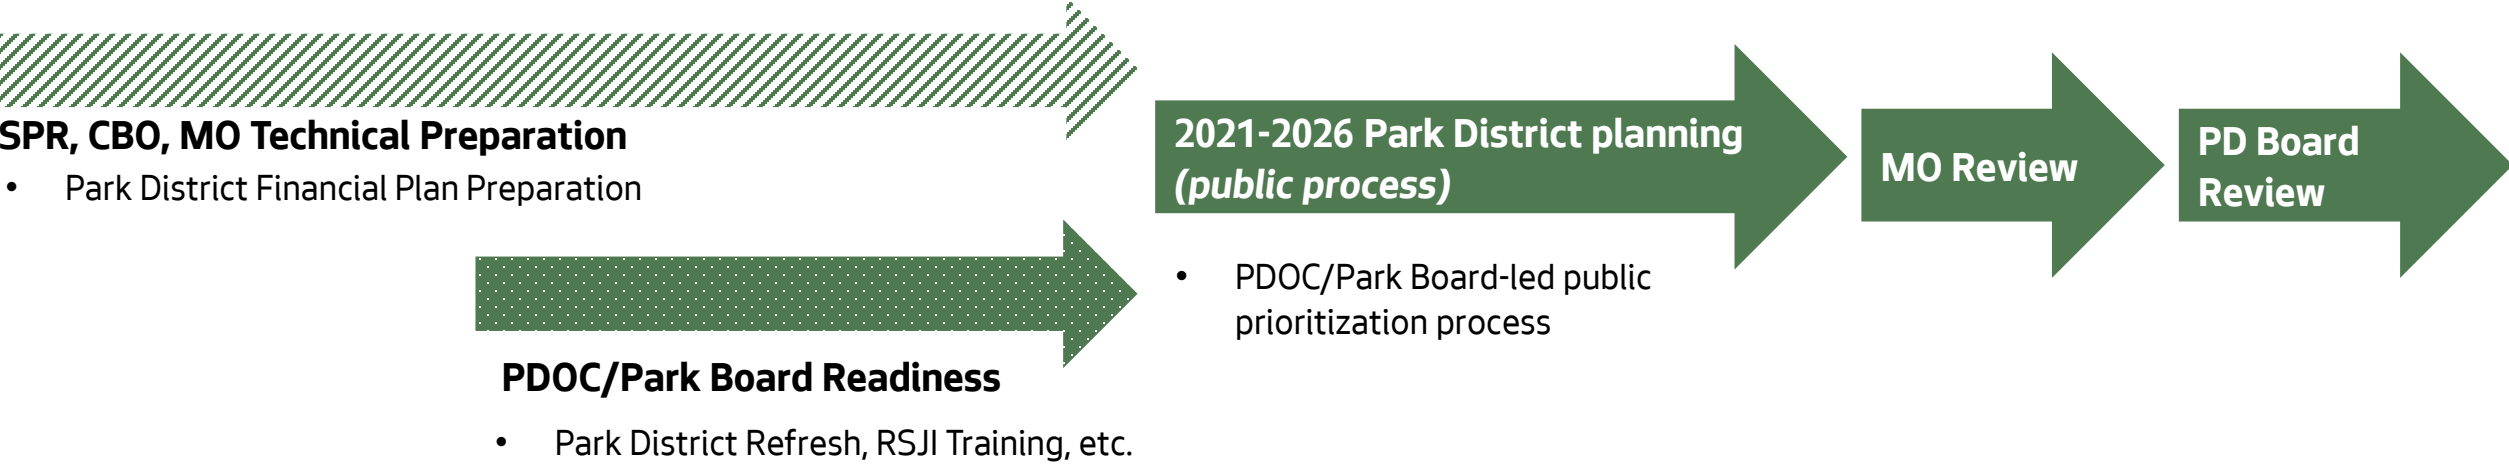 SPR, CBO, MO Technical Preparation
• Park District Financial Plan Preparation
PDOC/Park Board Readiness
• Park District Refresh, RSJI Training, etc.
2021-2026 Park District planning
(public process)
• PDOC/Park Board-led public
prioritization process
MO Review
PD Board
Review